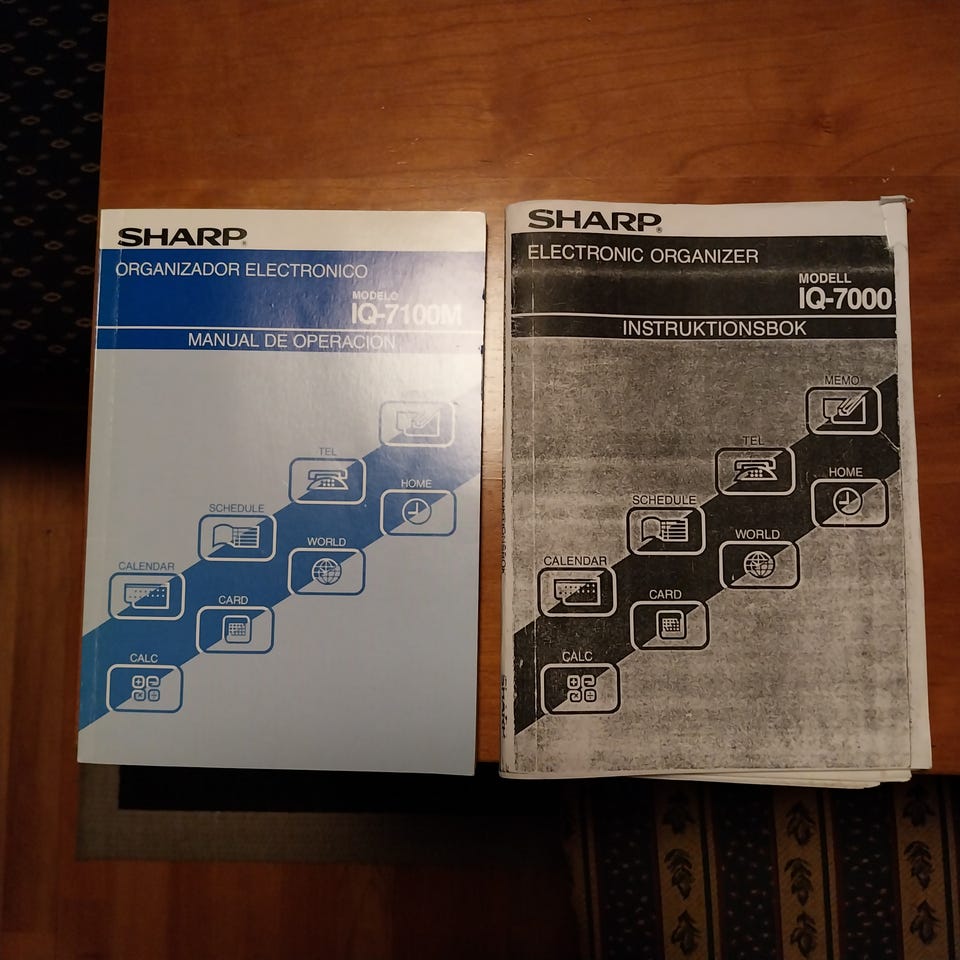 SHARP®
ORGANIZADOR ELECTRONICO
MODELO
IQ-7100M
MANUAL DE OPERACION
TEL
HOME
SCHEDULE
WORLD
CALENDAR
CARD
CALC
SHARP®
ELECTRONIC ORGANIZER
MODELL
IQ-7000
INSTRUKTIONSBOK
MEMO
TEL
HOME
SCHEDULE
WORLD
CALENDAR
CARD
CALC